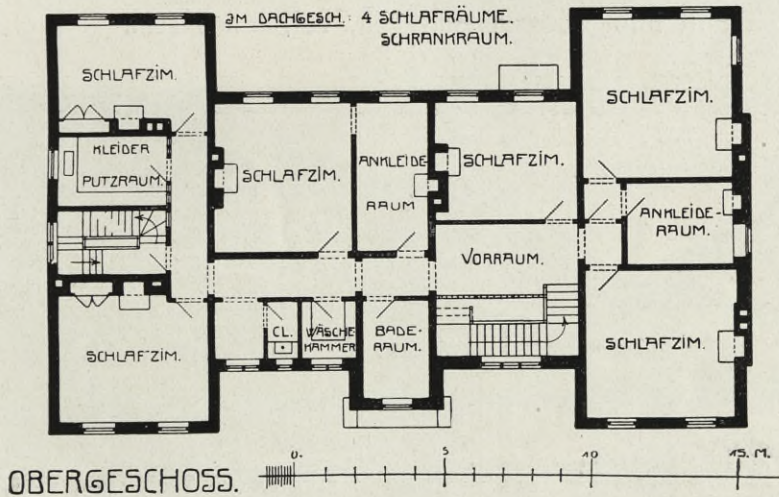 IM DACHGESCH.: 4 SCHLAFRÄUME.
SCHRANKRAUM.
SCHLAFZIM.
SCHLAFZIM.
KLEIDER
PUTZRAUM.
SCHLAFZIM.
ANKLEIDE-
RAUM
SCHLAFZIM.
ANKLEIDE-
RAUM.
VORRAUM.
SCHLAFZIM.
CL.
WÄSCHE
KAMMER
BADE-
RAUM.
SCHLAFZIM.
OBERGESCHOSS.
0. 5 10 15. M.